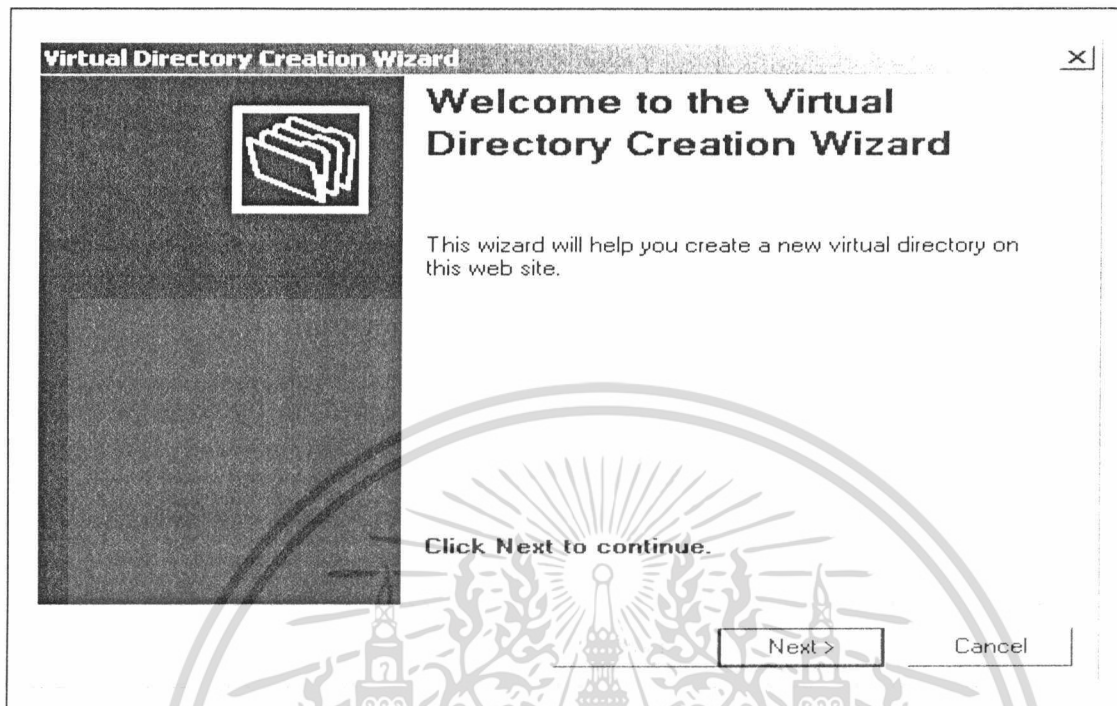 Virtual Directory Creation Wizard
Welcome to the Virtual
Directory Creation Wizard
This wizard will help you create a new virtual directory on
this web site.
Click Next to continue.
Next >
Cancel